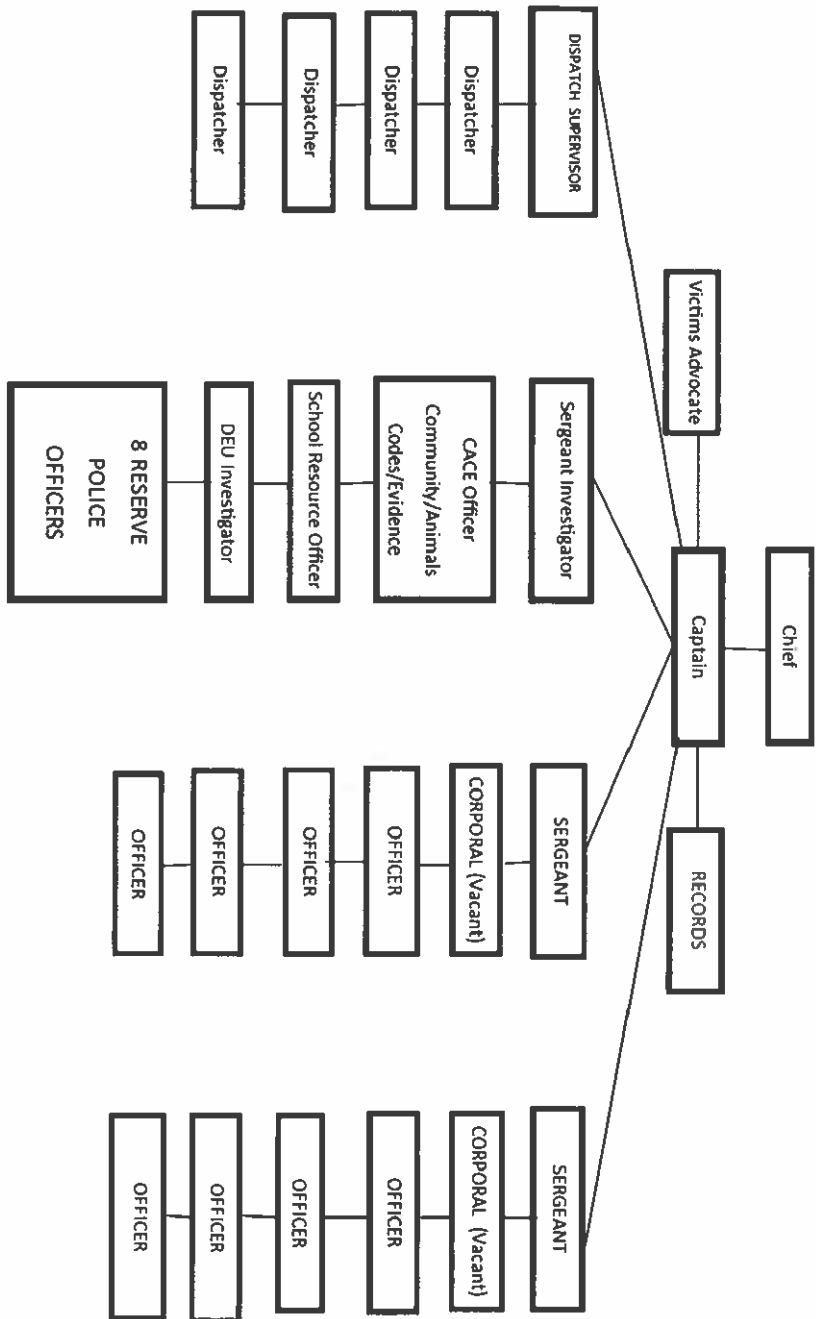 Chief
Victims Advocate
Captain
RECORDS
DISPATCH SUPERVISOR
Dispatcher
Dispatcher
Dispatcher
Dispatcher
Sergeant Investigator
CACE Officer
Community/Animals
Codes/Evidence
School Resource Officer
DEU Investigator
8 RESERVE
POLICE
OFFICERS
SERGEANT
CORPORAL (Vacant)
OFFICER
OFFICER
OFFICER
OFFICER
SERGEANT
CORPORAL (Vacant)
OFFICER
OFFICER
OFFICER
OFFICER